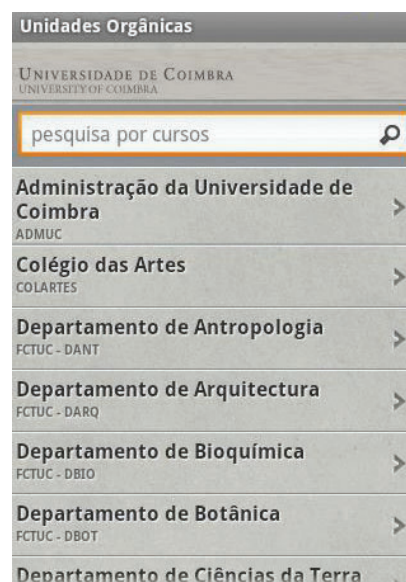 Unidades Orgânicas
UNIVERSIDADE DE COIMBRA
UNIVERSITY OF COIMBRA
pesquisa por cursos
Administração da Universidade de
Coimbra
ADMUC
Colégio das Artes
COLARTES
Departamento de Antropologia
FCTUC - DANT
Departamento de Arquitectura
FCTUC - DARQ
Departamento de Bioquímica
FCTUC - DBIO
Departamento de Botânica
FCTUC - DBOT
Departamento de Ciências da Terra